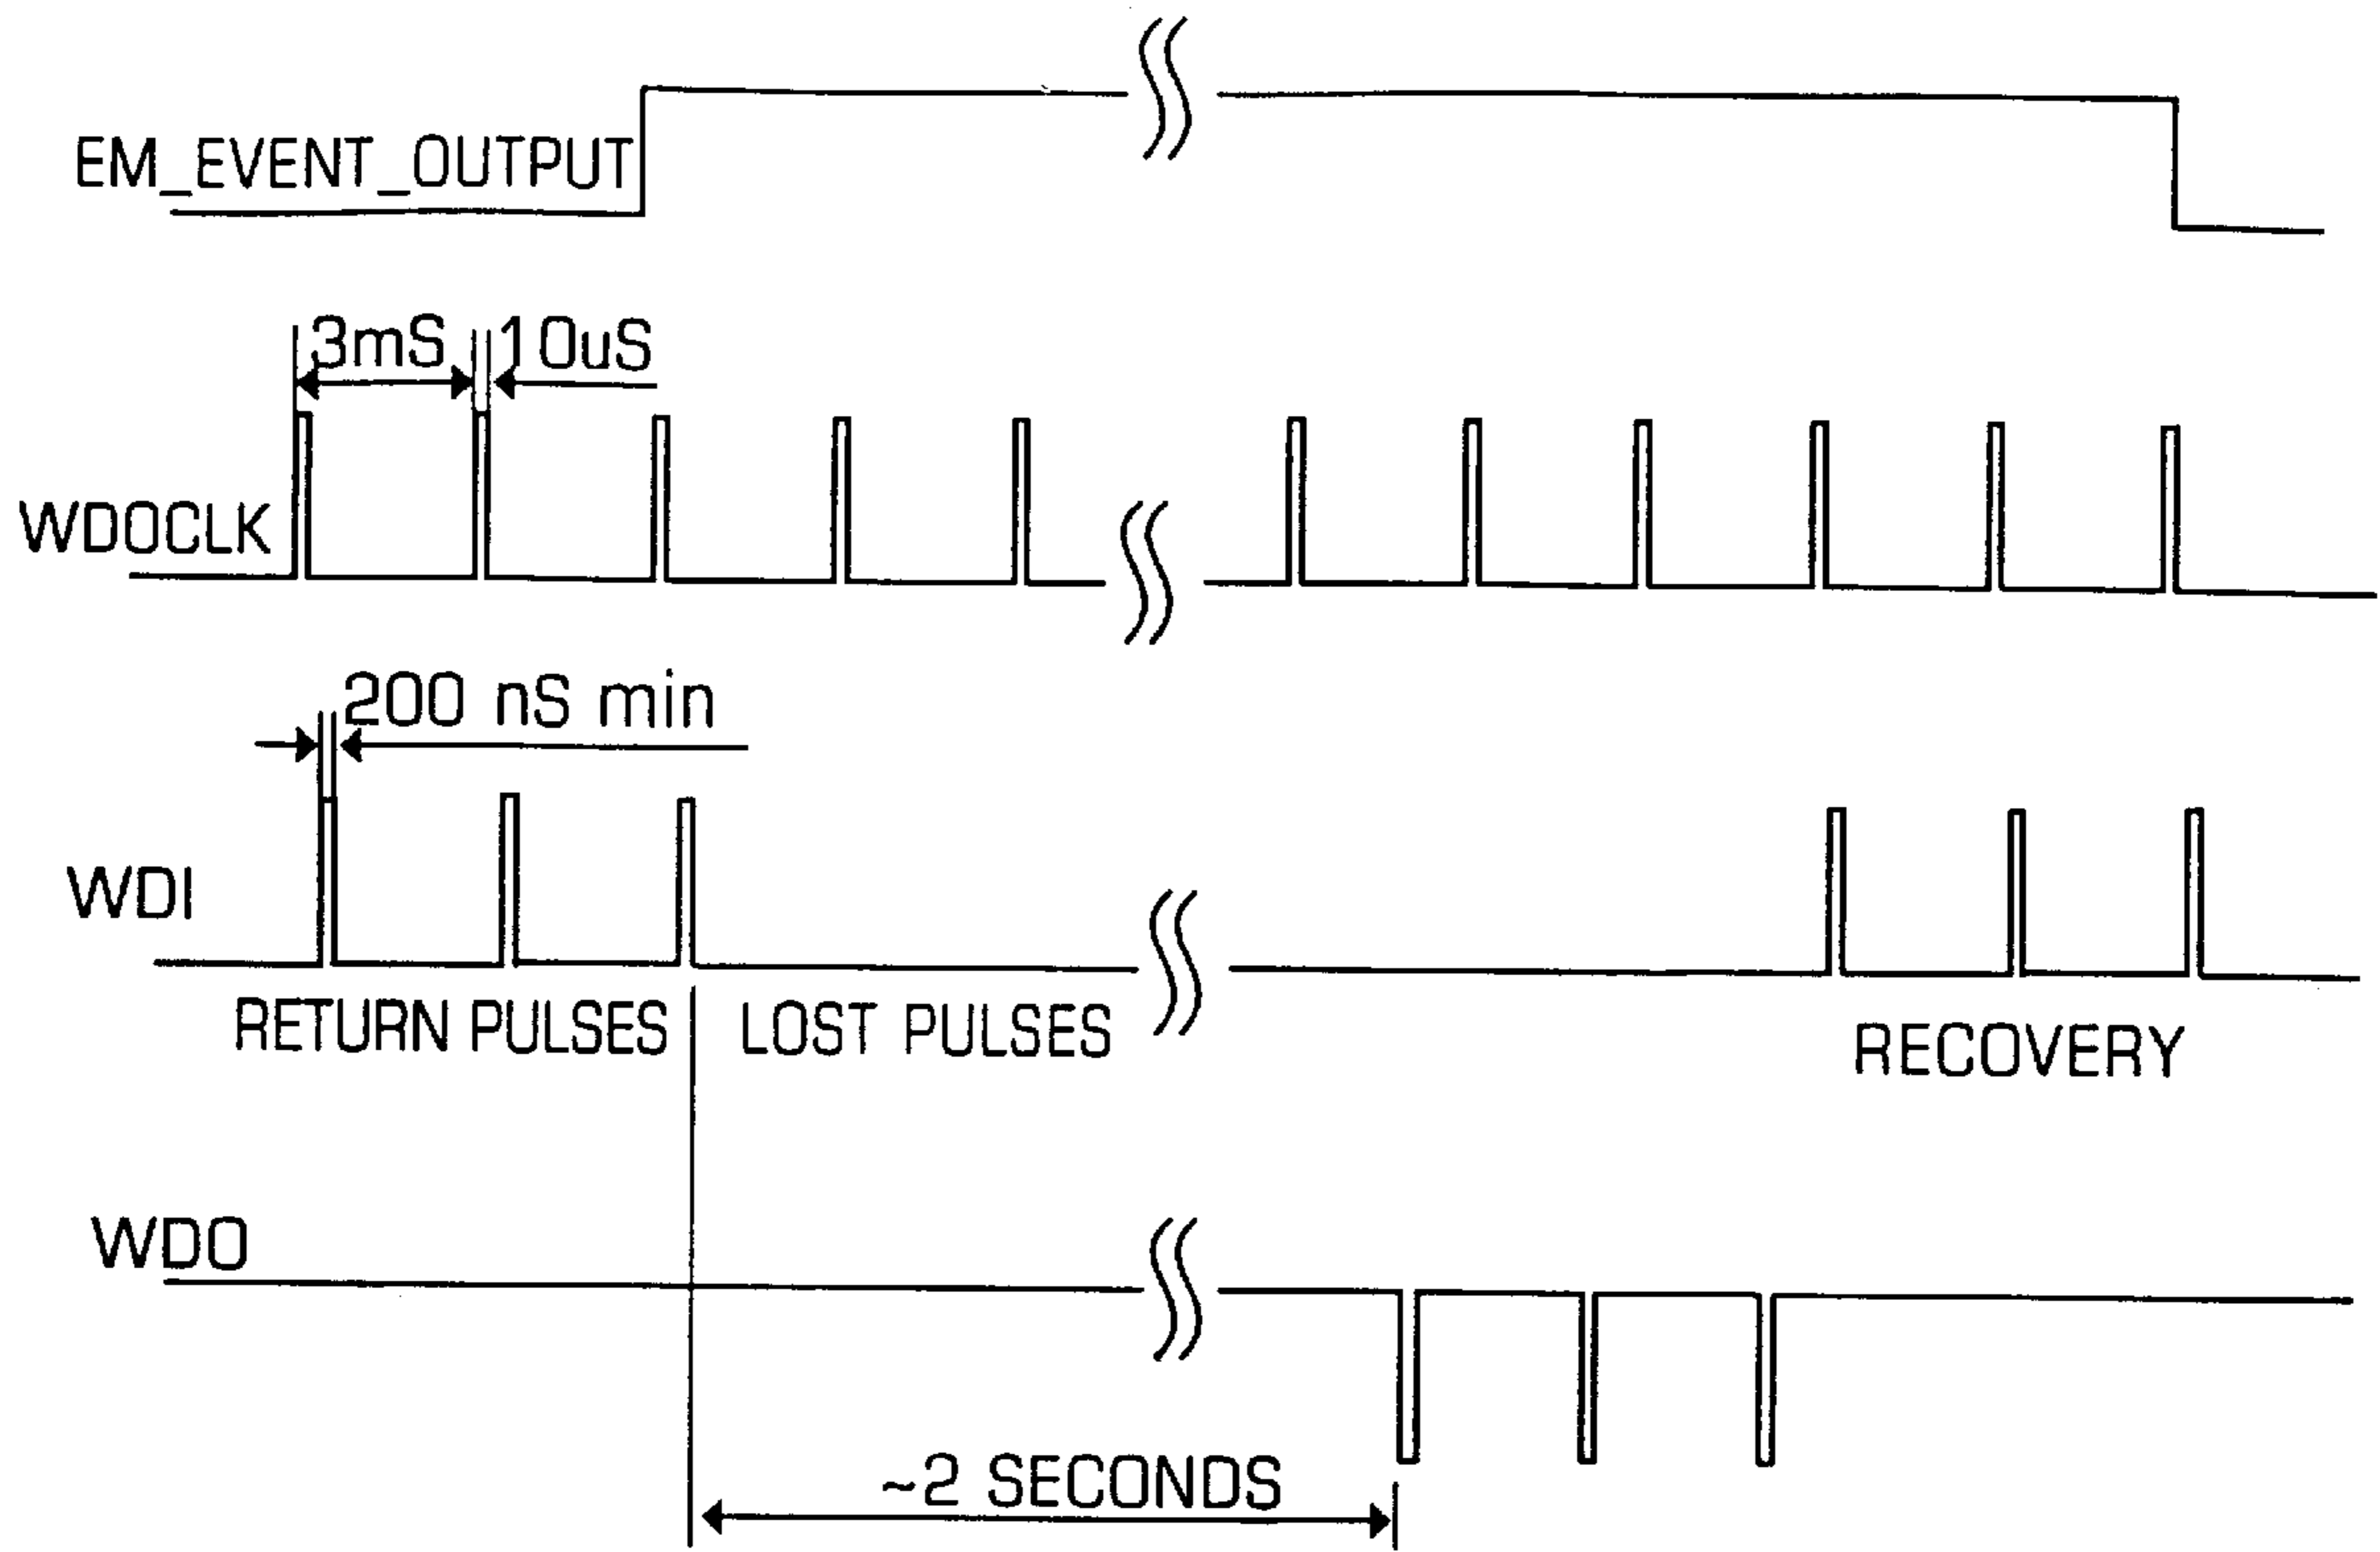 EM_EVENT_OUTPUT
3mS 10uS
WDOCLK
200 nS min
WDI
RETURN PULSES LOST PULSES RECOVERY
WDO
~2 SECONDS